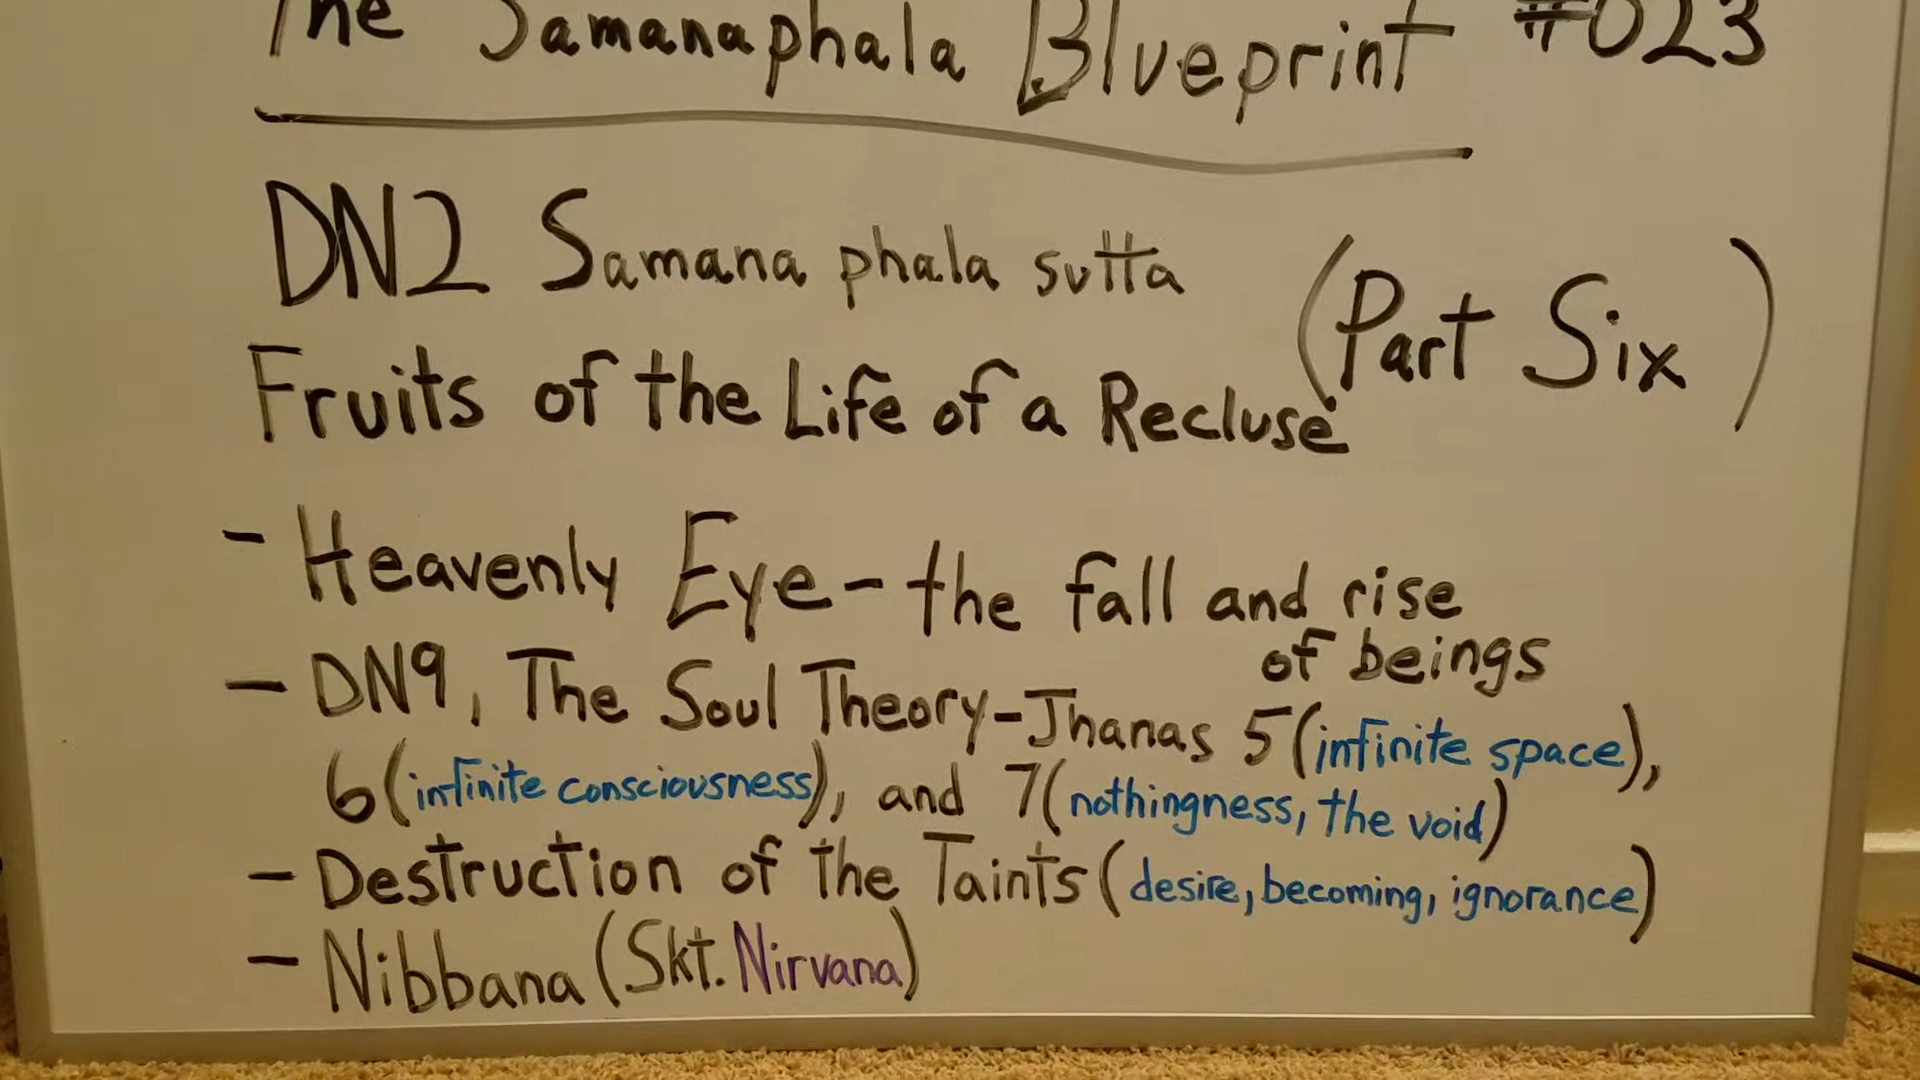 The Samanaphala Blueprint #023
DN2 Samana phala sutta
(Part Six)
Fruits of the Life of a Recluse
- Heavenly Eye - the fall and rise
of beings
- DN9, The Soul Theory - Jhanas 5 (infinite space),
6 (infinite consciousness), and 7 (nothingness, the void)
- Destruction of the Taints (desire, becoming, ignorance)
- Nibbana (Skt. Nirvana)